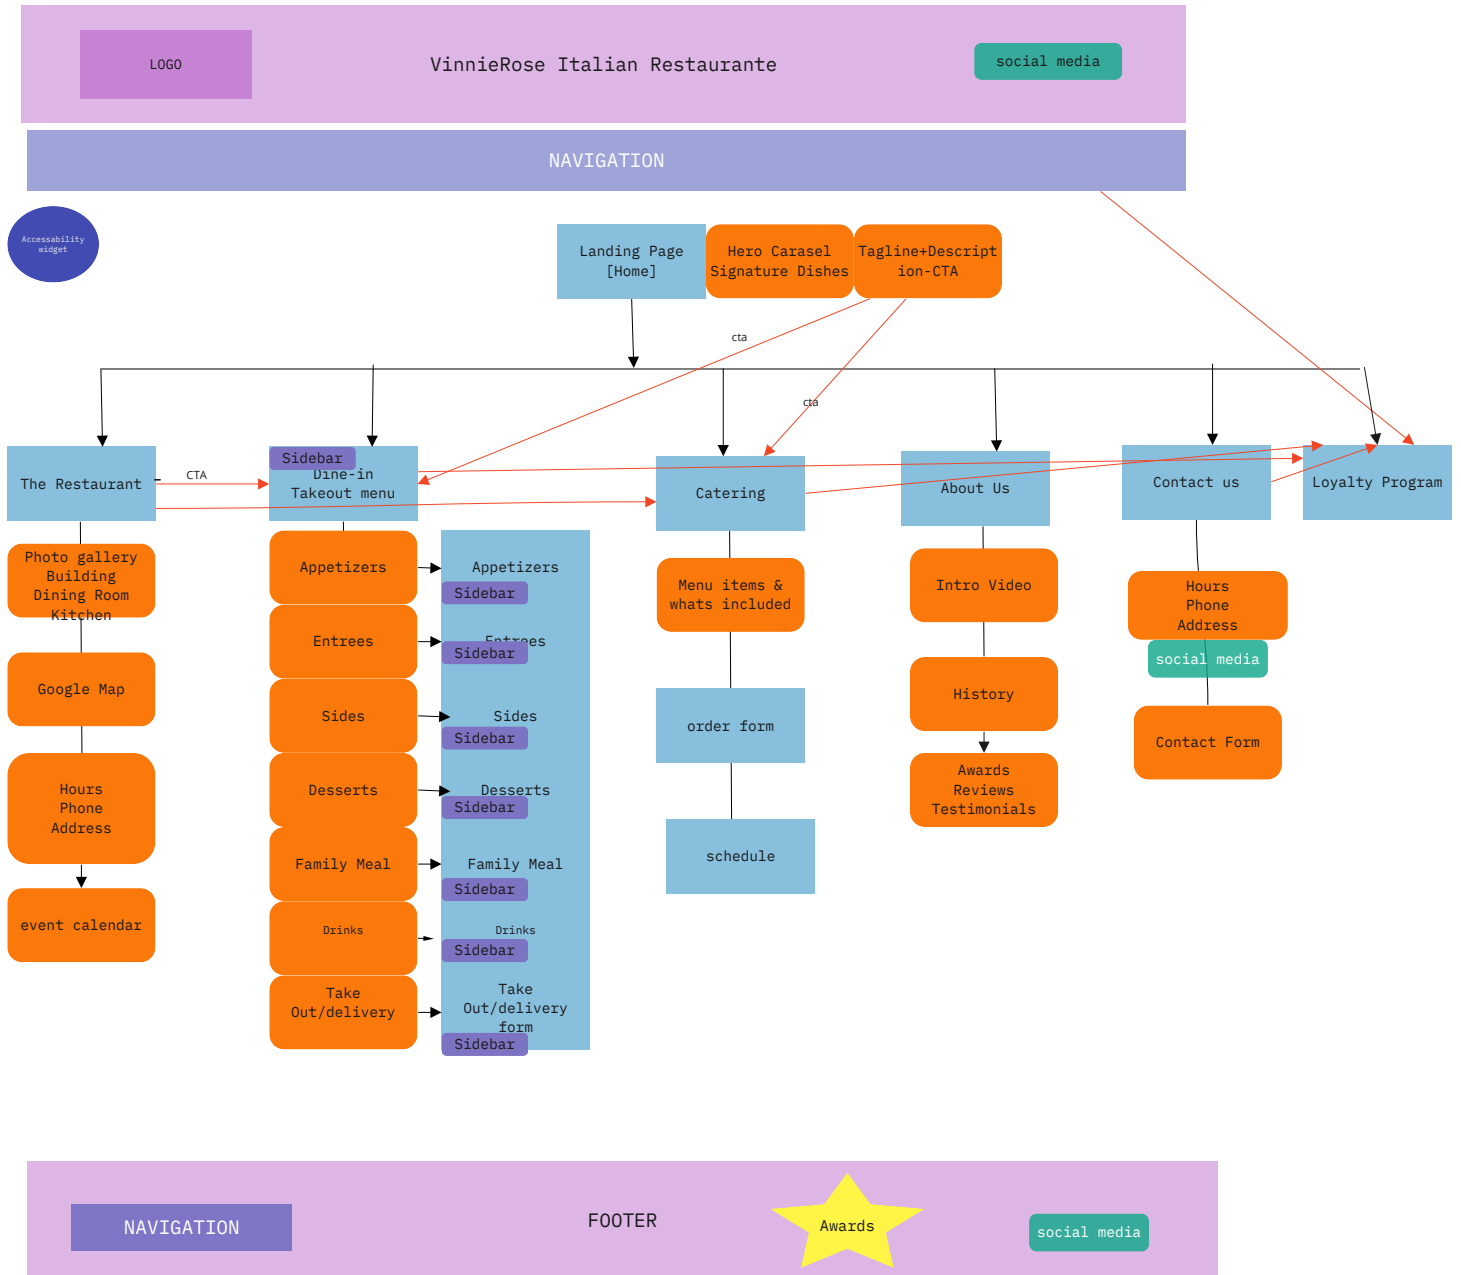 LOGO
VinnieRose Italian Restaurante
social media
NAVIGATION
Accessability
widget
Landing Page
[Home]
Hero Carasel
Signature Dishes
Tagline+Descript
ion-CTA
cta
cta
The Restaurant
CTA
Sidebar
Dine-in
Takeout menu
Catering
About Us
Contact us
Loyalty Program
Photo gallery
Building
Dining Room
Kitchen
Google Map
Hours
Phone
Address
event calendar
Appetizers
Entrees
Sides
Desserts
Family Meal
Drinks
Take
Out/delivery
Appetizers
Sidebar
Entrees
Sidebar
Sides
Sidebar
Desserts
Sidebar
Family Meal
Sidebar
Drinks
Sidebar
Take
Out/delivery
form
Sidebar
Menu items &
whats included
order form
schedule
Intro Video
History
Awards
Reviews
Testimonials
Hours
Phone
Address
social media
Contact Form
NAVIGATION
FOOTER
Awards
social media